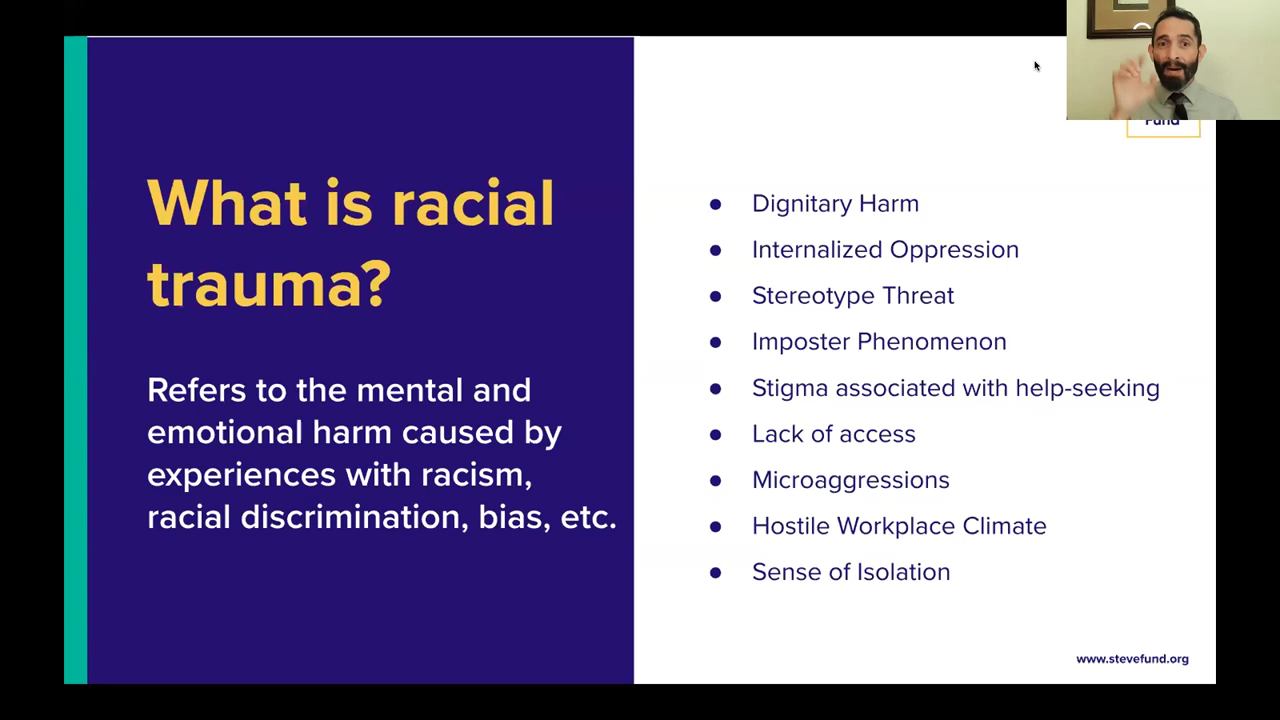 What is racial
trauma?
Refers to the mental and
emotional harm caused by
experiences with racism,
racial discrimination, bias, etc.
Fund
● Dignitary Harm
● Internalized Oppression
● Stereotype Threat
● Imposter Phenomenon
● Stigma associated with help-seeking
● Lack of access
● Microaggressions
● Hostile Workplace Climate
● Sense of Isolation
www.stevefund.org